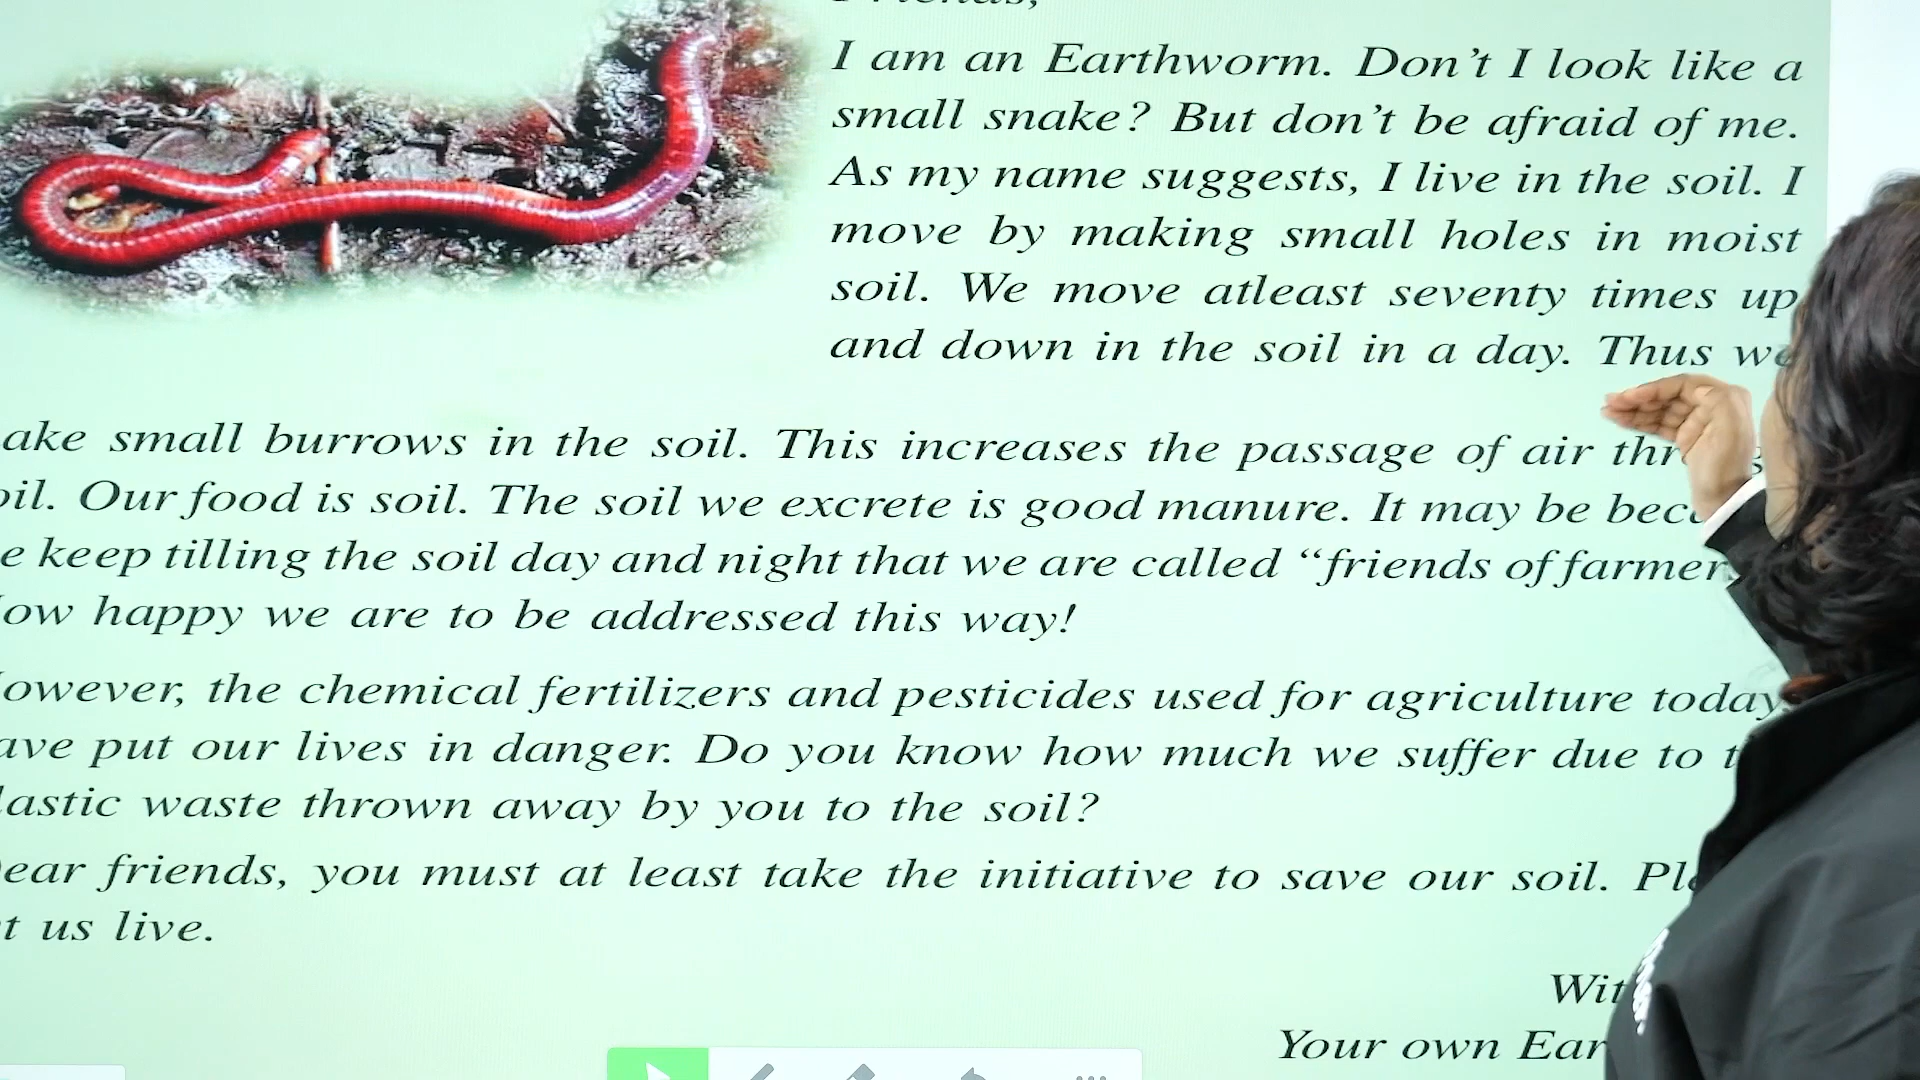 Friends,
I am an Earthworm. Don't I look like a
small snake? But don't be afraid of me.
As my name suggests, I live in the soil. I
move by making small holes in moist
soil. We move atleast seventy times up
and down in the soil in a day. Thus we
ake small burrows in the soil. This increases the passage of air
oil. Our food is soil. The soil we excrete is good manure. It may be
e keep tilling the soil day and night that we are called “friends of farmers
ow happy we are to be addressed this way!
owever, the chemical fertilizers and pesticides used for agriculture today
ave put our lives in danger. Do you know how much we suffer due to
lastic waste thrown away by you to the soil?
ear friends, you must at least take the initiative to save our soil.
t us live.
Wit
Your own Ear